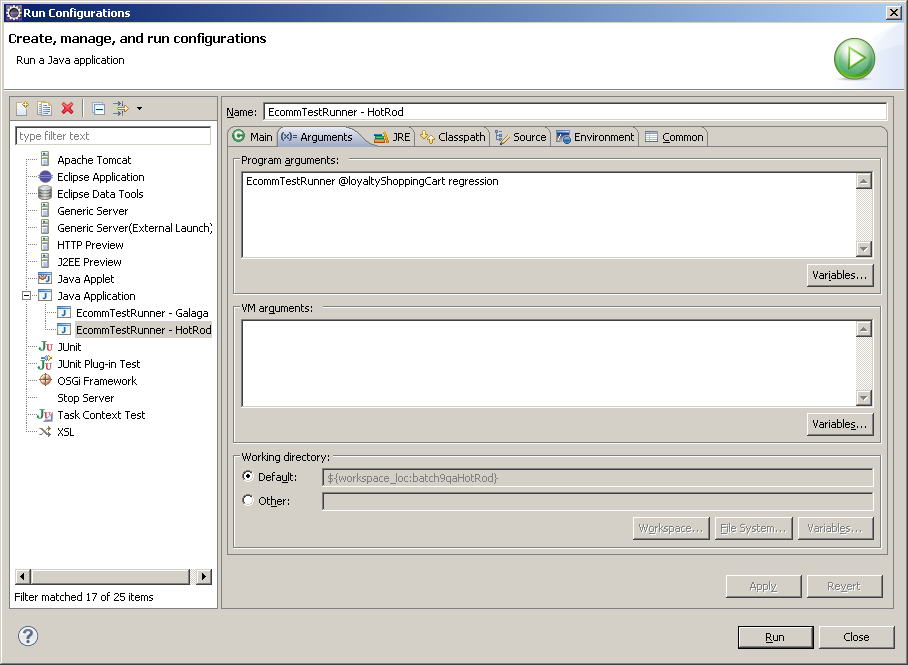 Run Configurations
Create, manage, and run configurations
Run a Java application
type filter text
Apache Tomcat
Eclipse Application
Eclipse Data Tools
Generic Server
Generic Server(External Launch)
HTTP Preview
J2EE Preview
Java Applet
Java Application
EcommTestRunner - Galaga
EcommTestRunner - HotRod
JUnit
JUnit Plug-in Test
OSGi Framework
Stop Server
Task Context Test
XSL
Filter matched 17 of 25 items
Name: EcommTestRunner - HotRod
Main (x)= Arguments JRE Classpath Source Environment Common
Program arguments:
EcommTestRunner @loyaltyShoppingCart regression
Variables...
VM arguments:
Variables...
Working directory:
Default: ${workspace_loc:batch9qaHotRod}
Other:
Workspace... File System... Variables...
Apply Revert
? Run Close